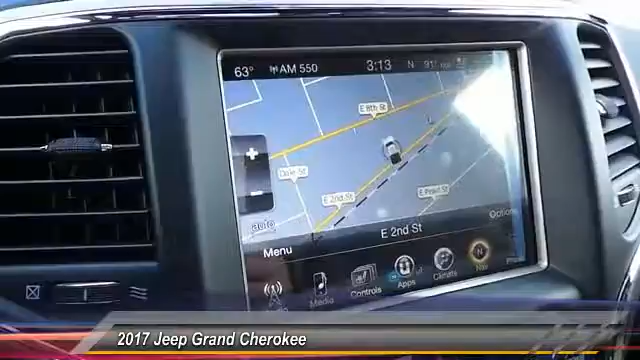 63° AM 550 3:13 N
E 8th St
+
Dale St
E 2nd St
E Pearl St
-
auto
Options
Menu
E 2nd St
Media
Controls
Apps
Climate
Nav
2017 Jeep Grand Cherokee